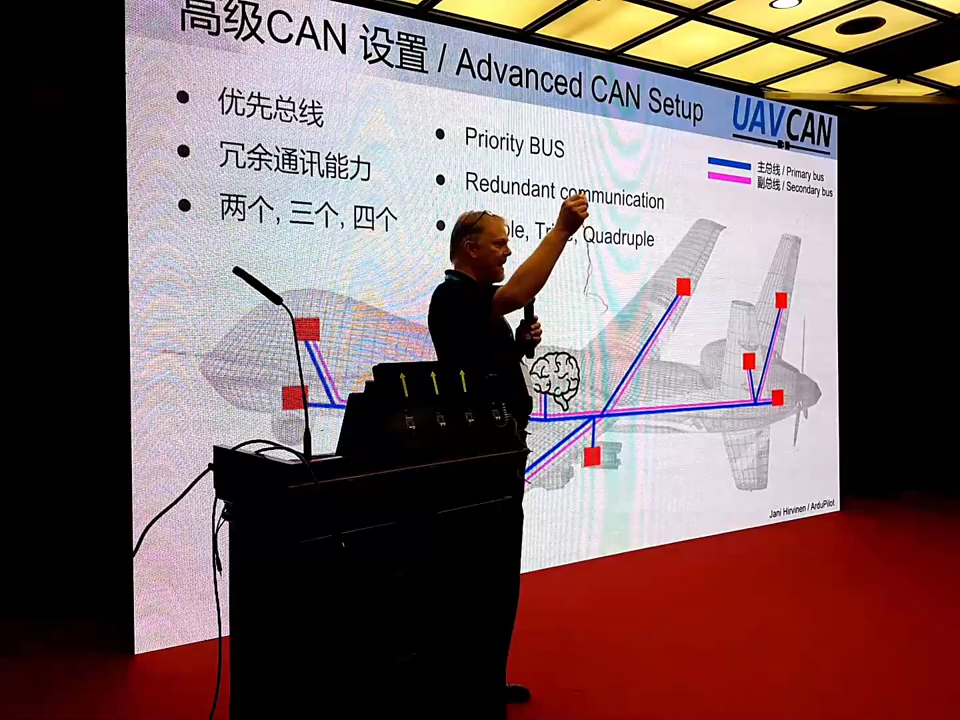 高级CAN 设置 / Advanced CAN Setup
UAVCAN
优先总线
冗余通讯能力
两个, 三个, 四个
Priority BUS
Redundant communication
Quadruple
主总线 / Primary bus
副总线 / Secondary bus
Jani Hirvinen / ArduPilot